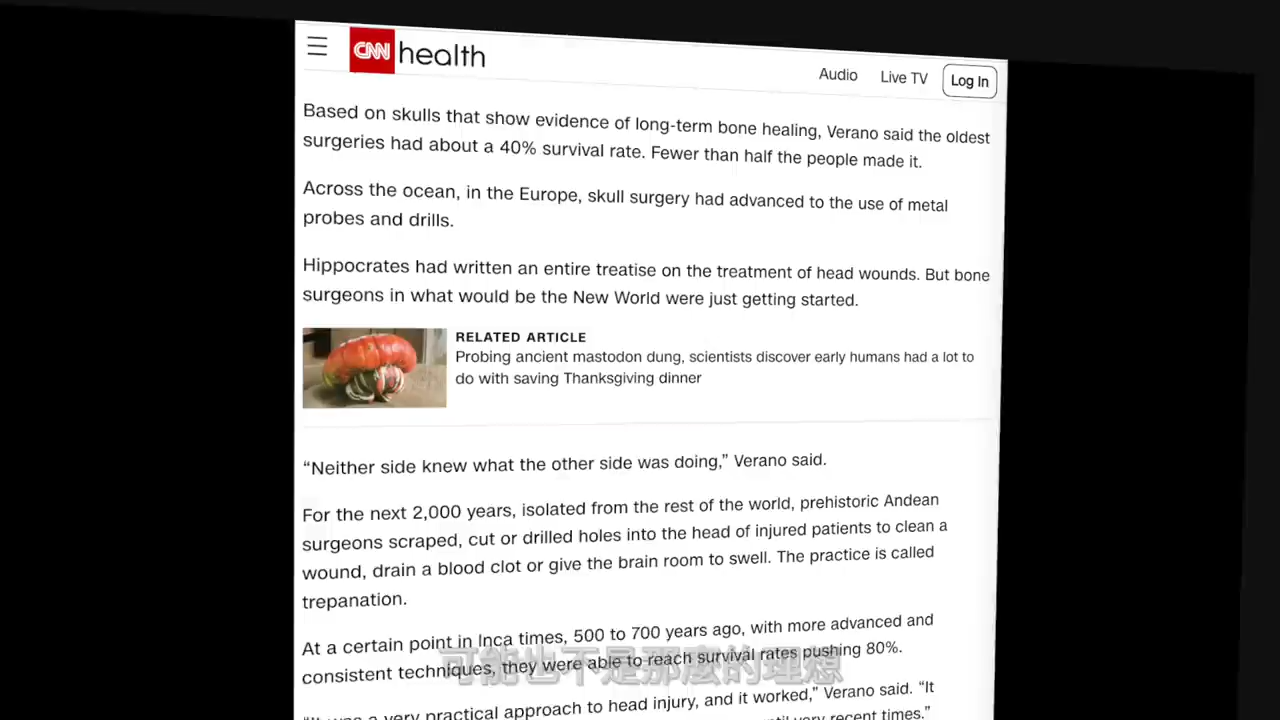 CNN health
Audio
Live TV
Log In
Based on skulls that show evidence of long-term bone healing, Verano said the oldest
surgeries had about a 40% survival rate. Fewer than half the people made it.
Across the ocean, in the Europe, skull surgery had advanced to the use of metal
probes and drills.
Hippocrates had written an entire treatise on the treatment of head wounds. But bone
surgeons in what would be the New World were just getting started.
RELATED ARTICLE
Probing ancient mastodon dung, scientists discover early humans had a lot to
do with saving Thanksgiving dinner
“Neither side knew what the other side was doing,” Verano said.
For the next 2,000 years, isolated from the rest of the world, prehistoric Andean
surgeons scraped, cut or drilled holes into the head of injured patients to clean a
wound, drain a blood clot or give the brain room to swell. The practice is called
trepanation.
At a certain point in Inca times, 500 to 700 years ago, with more advanced and
consistent techniques, they were able to reach survival rates pushing 80%.
可能也不是那麼的理想
“It was a very practical approach to head injury, and it worked,” Verano said. “It
until very recent times.”